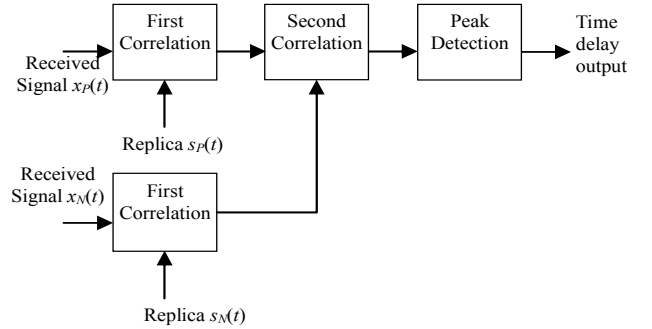 First
Correlation
Second
Correlation
Peak
Detection
Time
delay
output
Received
Signal xP(t)
Replica sP(t)
Received
Signal xN(t)
First
Correlation
Replica sN(t)